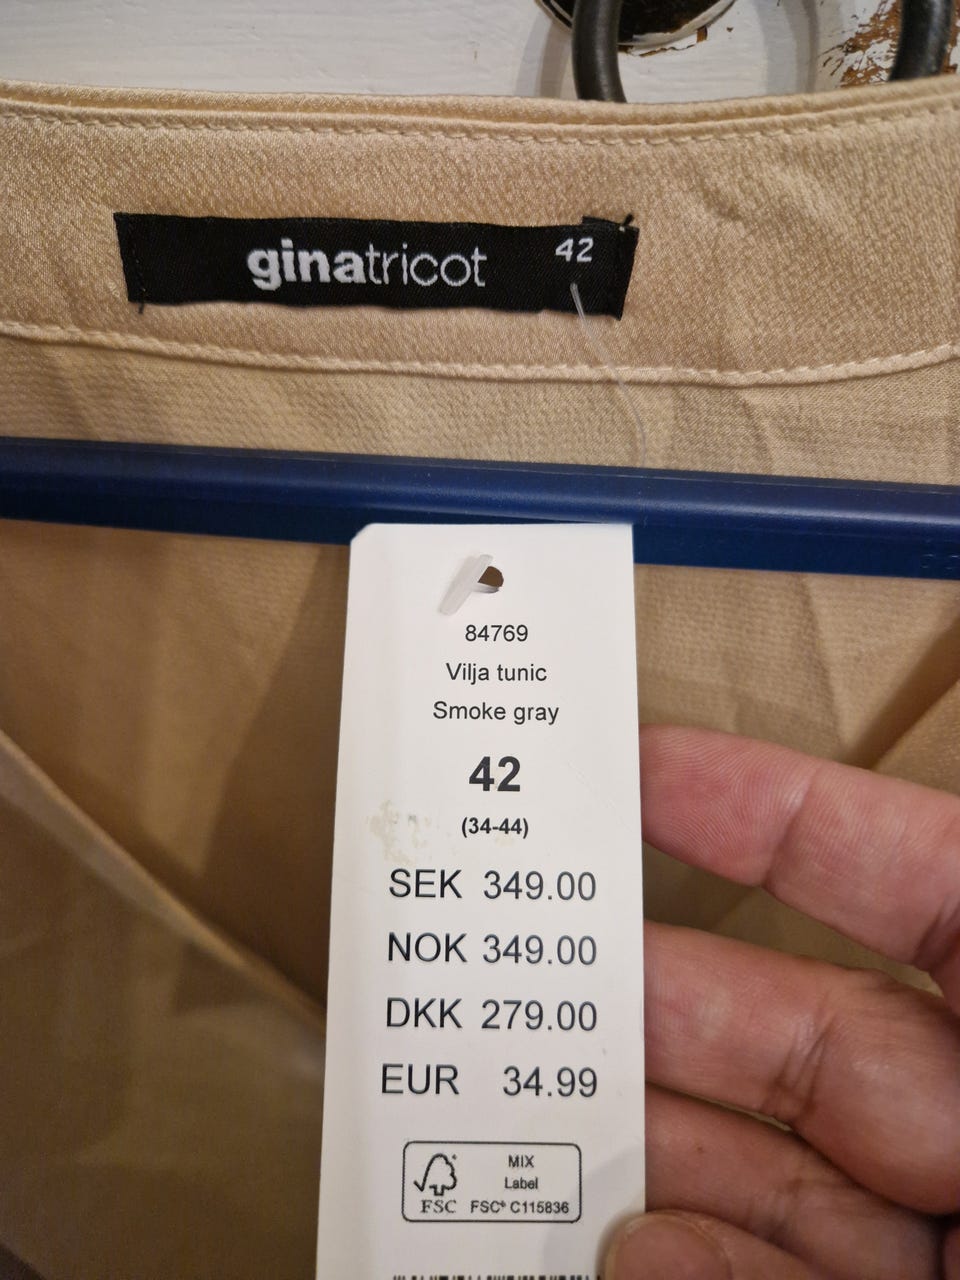 ginatricot 42
84769
Vilja tunic
Smoke gray
42
(34-44)
SEK 349.00
NOK 349.00
DKK 279.00
EUR 34.99
MIX
Label
FSC
FSC® C115836